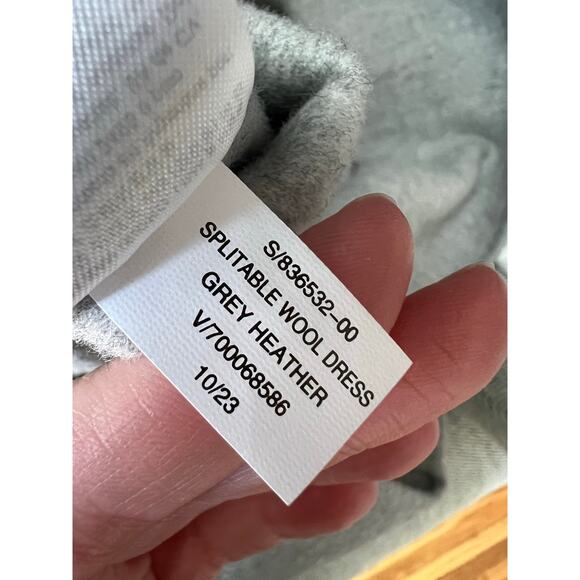 S/836532-00
SPLITABLE WOOL DRESS
GREY HEATHER
V/700068586
10/23